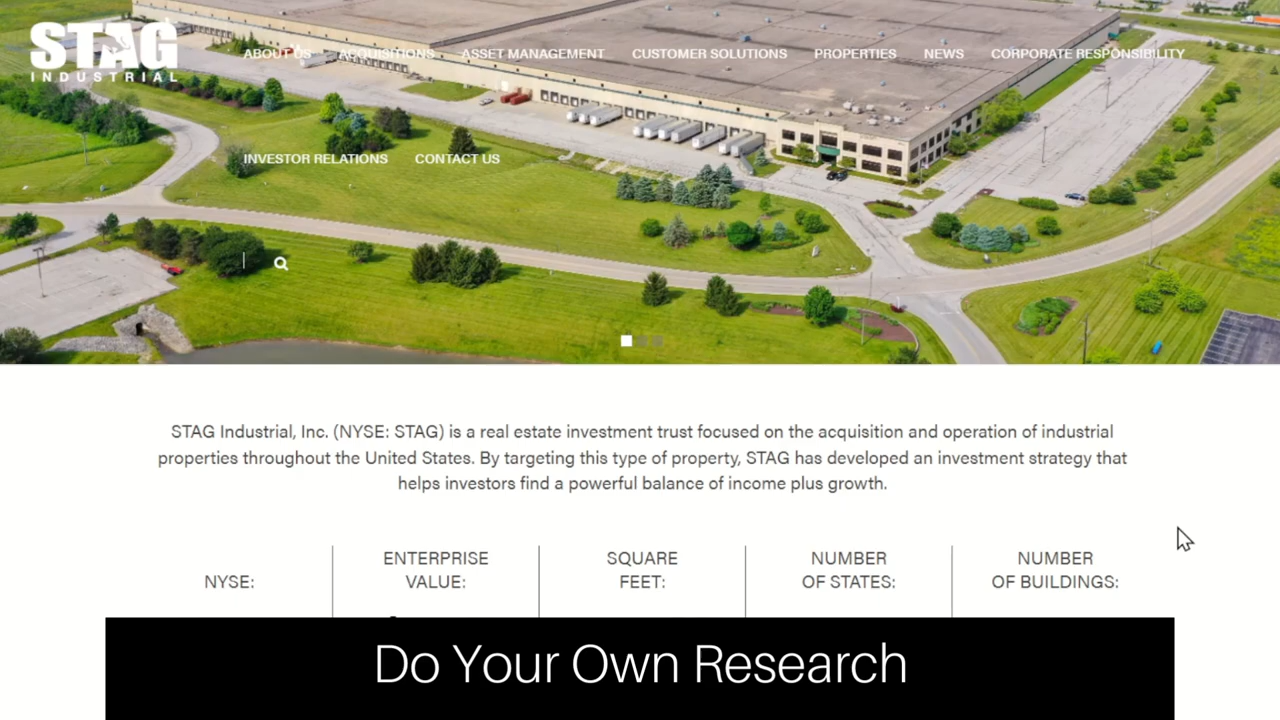 STAG
INDUSTRIAL
ABOUT US ACQUISITIONS ASSET MANAGEMENT CUSTOMER SOLUTIONS PROPERTIES NEWS CORPORATE RESPONSIBILITY
INVESTOR RELATIONS CONTACT US
STAG Industrial, Inc. (NYSE: STAG) is a real estate investment trust focused on the acquisition and operation of industrial
properties throughout the United States. By targeting this type of property, STAG has developed an investment strategy that
helps investors find a powerful balance of income plus growth.
NYSE:
ENTERPRISE
VALUE:
SQUARE
FEET:
NUMBER
OF STATES:
NUMBER
OF BUILDINGS:
Do Your Own Research